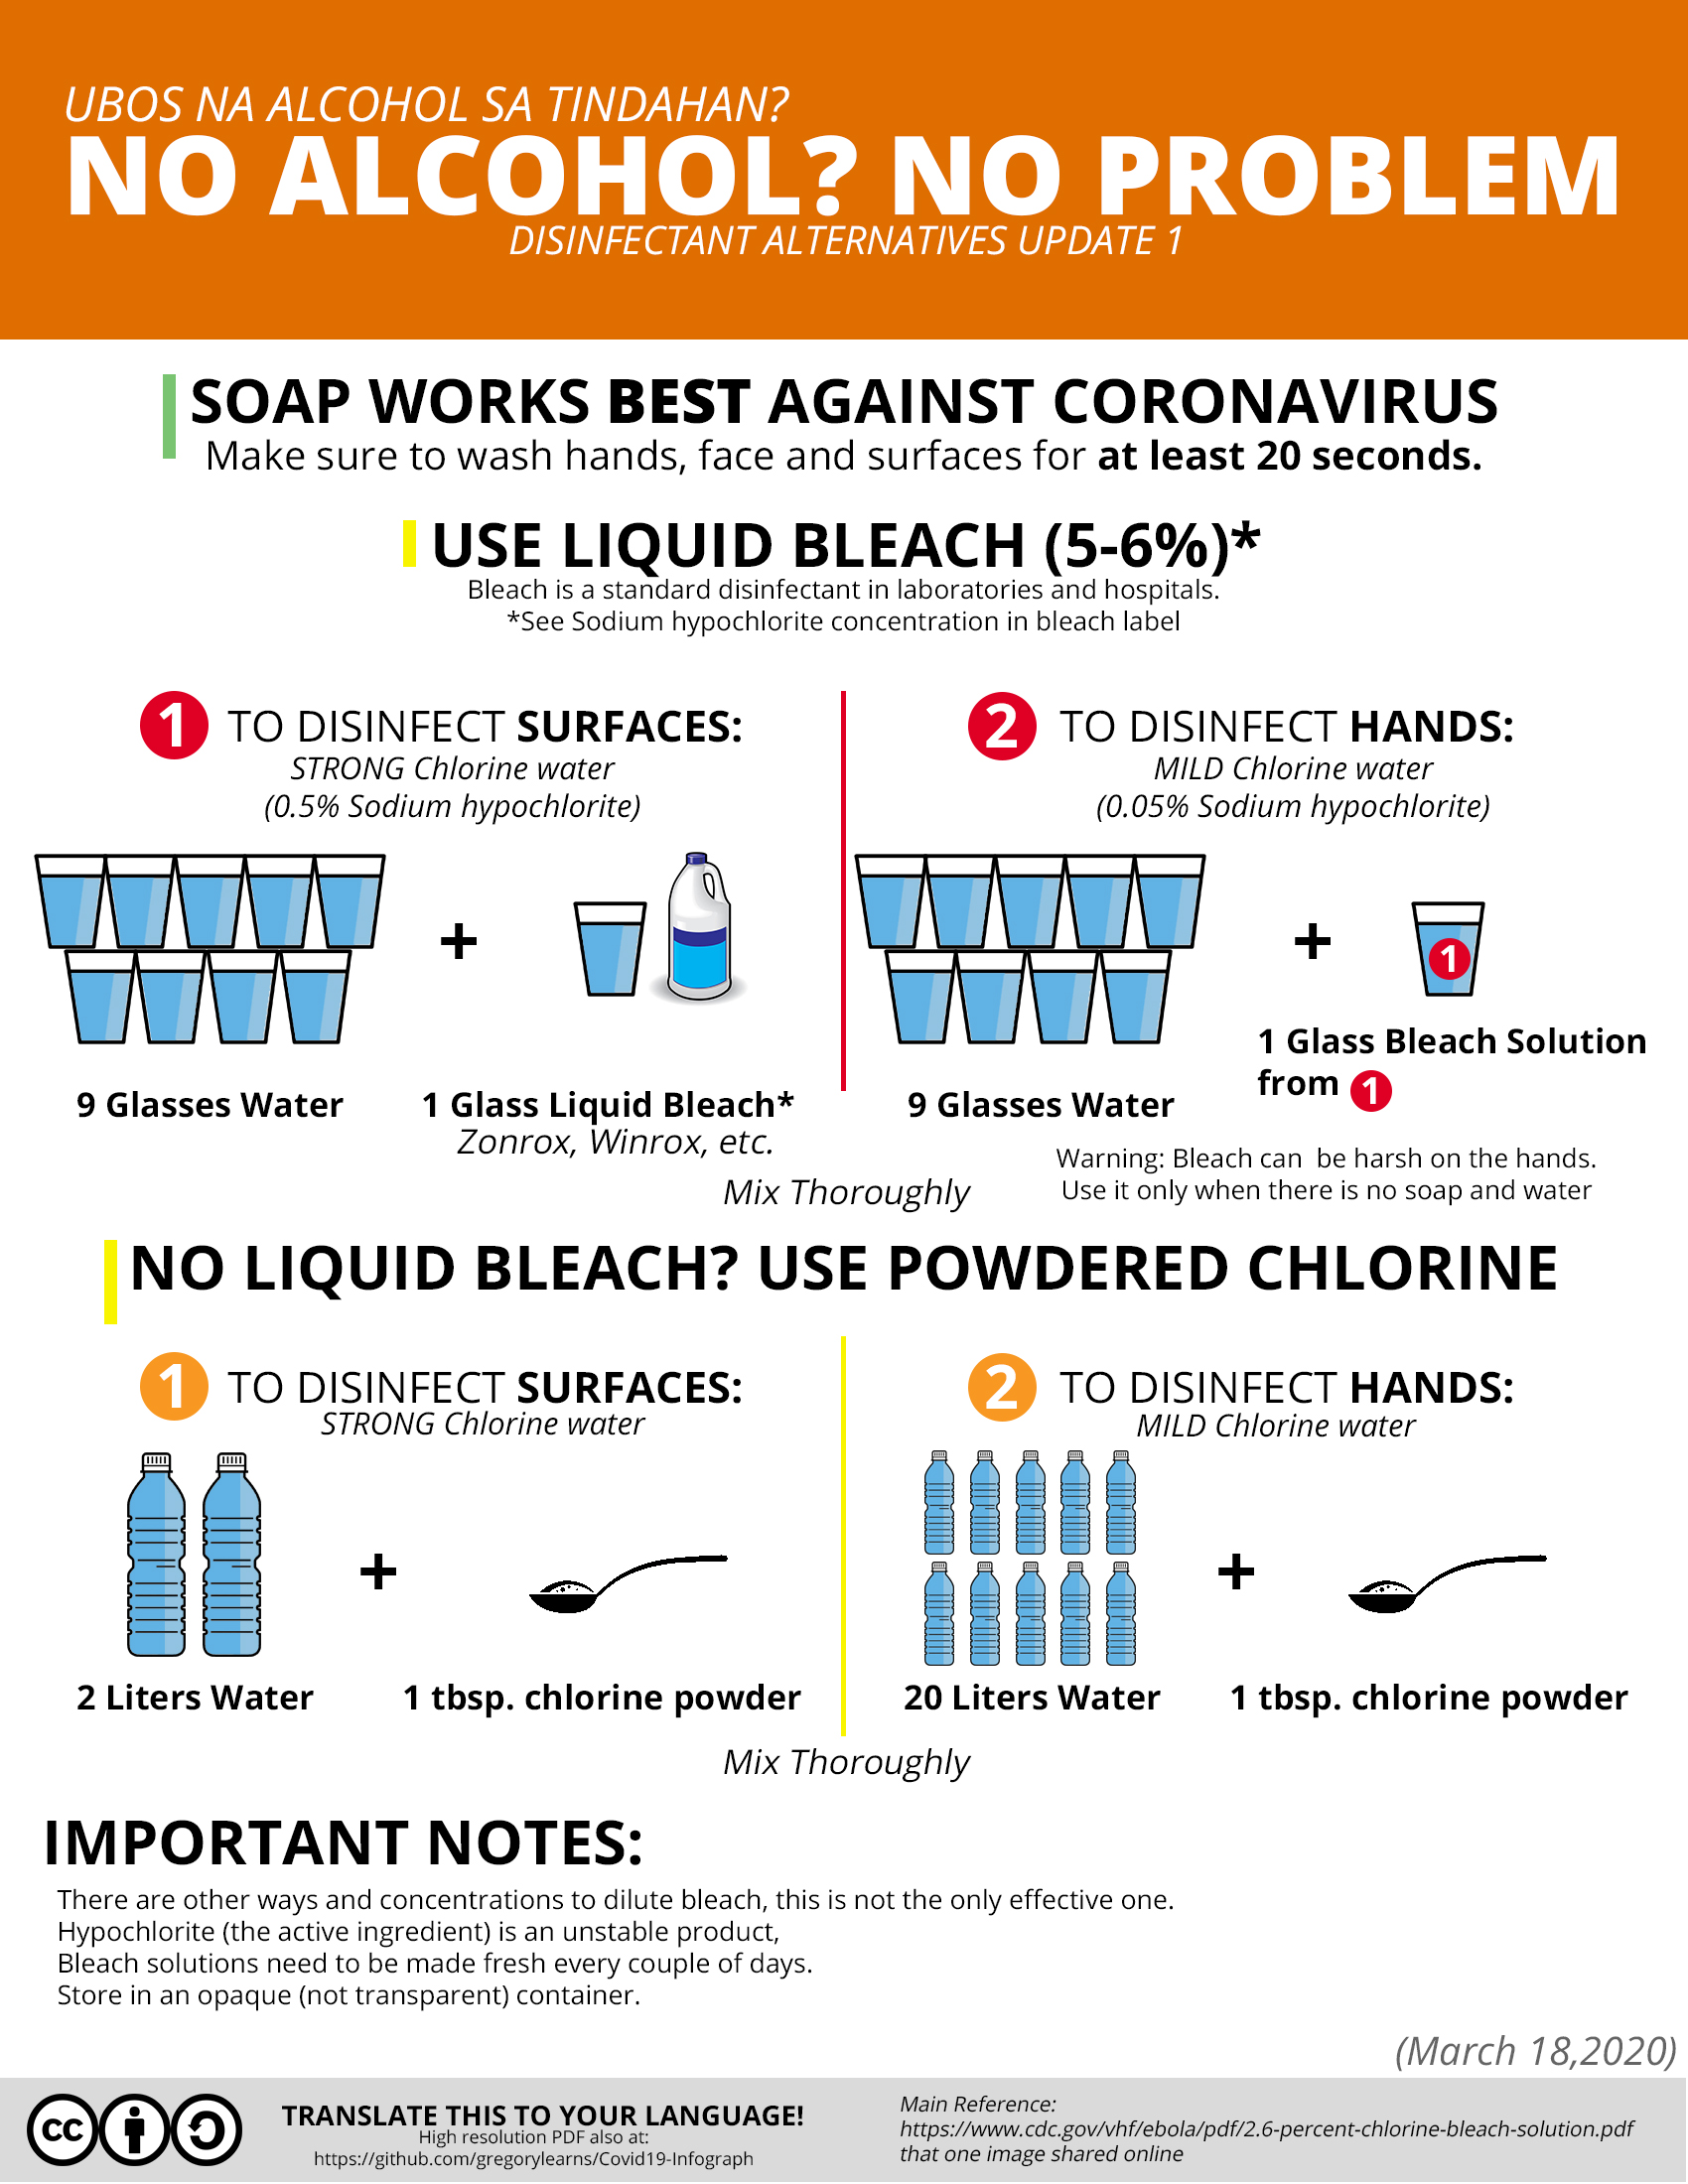 UBOS NA ALCOHOL SA TINDAHAN?
NO ALCOHOL? NO PROBLEM
DISINFECTANT ALTERNATIVES UPDATE 1
SOAP WORKS BEST AGAINST CORONAVIRUS
Make sure to wash hands, face and surfaces for at least 20 seconds.
USE LIQUID BLEACH (5-6%)*
Bleach is a standard disinfectant in laboratories and hospitals.
*See Sodium hypochlorite concentration in bleach label
1 TO DISINFECT SURFACES:
STRONG Chlorine water
(0.5% Sodium hypochlorite)
+
9 Glasses Water
1 Glass Liquid Bleach*
Zonrox, Winrox, etc.
2 TO DISINFECT HANDS:
MILD Chlorine water
(0.05% Sodium hypochlorite)
+
1
9 Glasses Water
1 Glass Bleach Solution
from 1
Warning: Bleach can  be harsh on the hands.
Use it only when there is no soap and water
Mix Thoroughly
NO LIQUID BLEACH? USE POWDERED CHLORINE
1 TO DISINFECT SURFACES:
STRONG Chlorine water
+
2 Liters Water
1 tbsp. chlorine powder
2 TO DISINFECT HANDS:
MILD Chlorine water
+
20 Liters Water
1 tbsp. chlorine powder
Mix Thoroughly
IMPORTANT NOTES:
There are other ways and concentrations to dilute bleach, this is not the only effective one.
Hypochlorite (the active ingredient) is an unstable product,
Bleach solutions need to be made fresh every couple of days.
Store in an opaque (not transparent) container.
(March 18,2020)
cc
TRANSLATE THIS TO YOUR LANGUAGE!
High resolution PDF also at:
https://github.com/gregorylearns/Covid19-Infograph
Main Reference:
https://www.cdc.gov/vhf/ebola/pdf/2.6-percent-chlorine-bleach-solution.pdf
that one image shared online